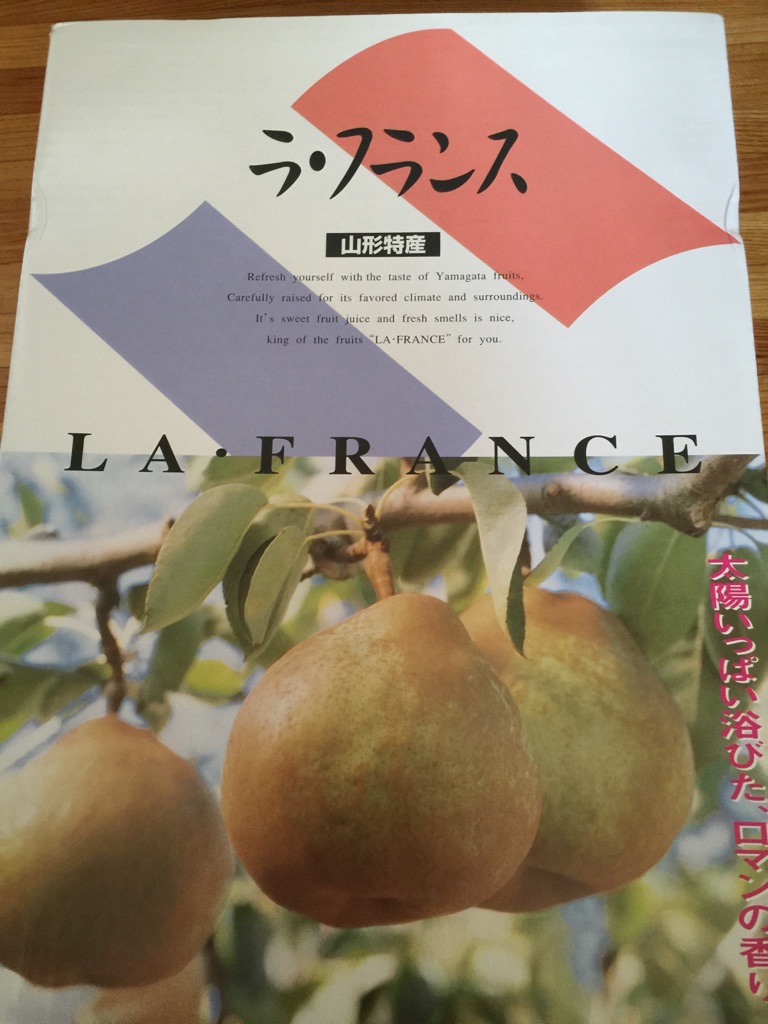 ラ・フランス
山形特産
Refresh yourself with the taste of Yamagata fruits.
Carefully raised for its favored climate and surroundings.
It's sweet fruit juice and fresh smells is nice,
king of the fruits "LA・FRANCE" for you.
LA・FRANCE
太陽いっぱい浴びた、ロマンの香り